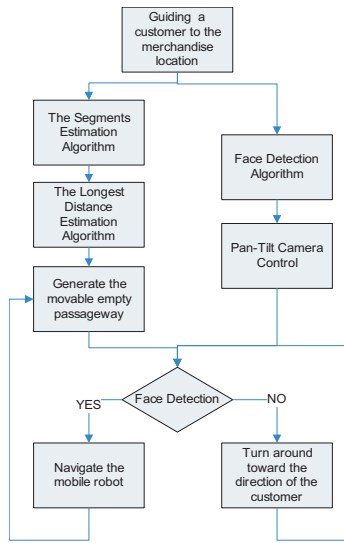 Guiding a
customer to the
merchandise
location
The Segments
Estimation
Algorithm
Face Detection
Algorithm
The Longest
Distance
Estimation
Algorithm
Pan-Tilt Camera
Control
Generate the
movable empty
passageway
Face Detection
YES
NO
Navigate the
mobile robot
Turn around
toward the
direction of the
customer